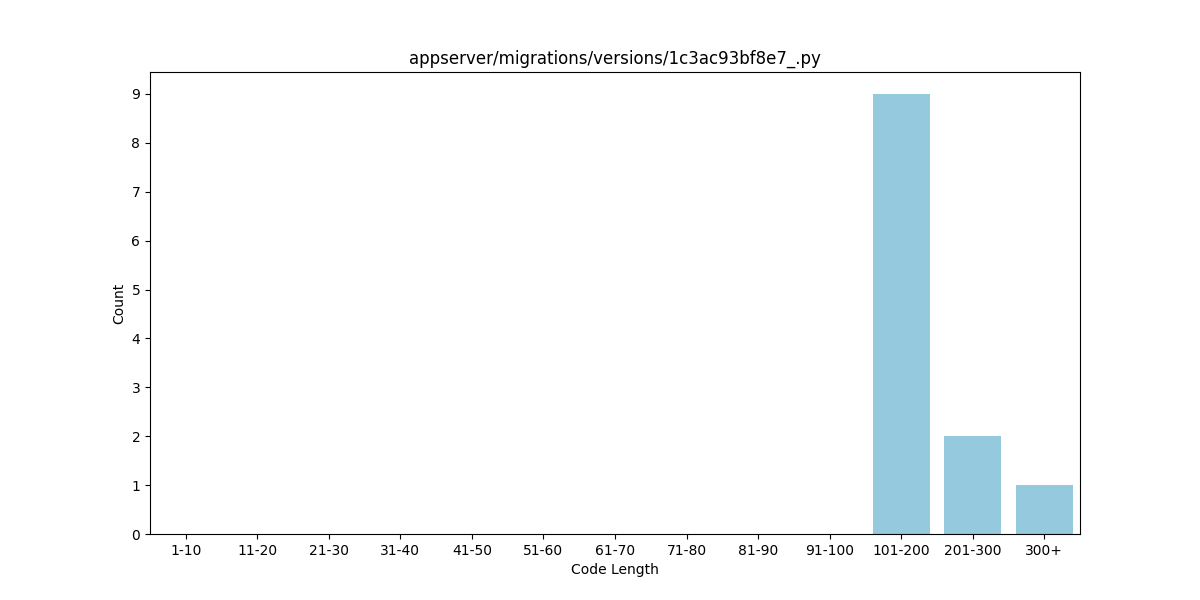 appserver/migrations/versions/1c3ac93bf8e7_.py
Count
9
8
7
6
5
4
3
2
1
0
1-10 11-20 21-30 31-40 41-50 51-60 61-70 71-80 81-90 91-100 101-200 201-300 300+
Code Length